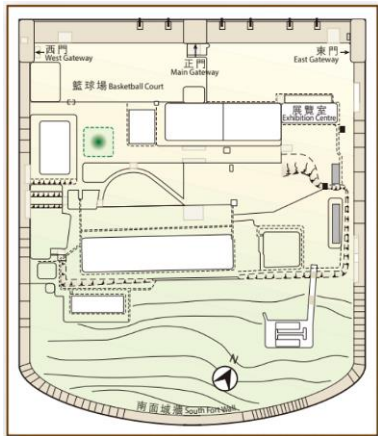 西門
West Gateway
正門
Main Gateway
東門
East Gateway
籃球場 Basketball Court
展覽室
Exhibition Centre
N
南面城牆 South Fort Wall